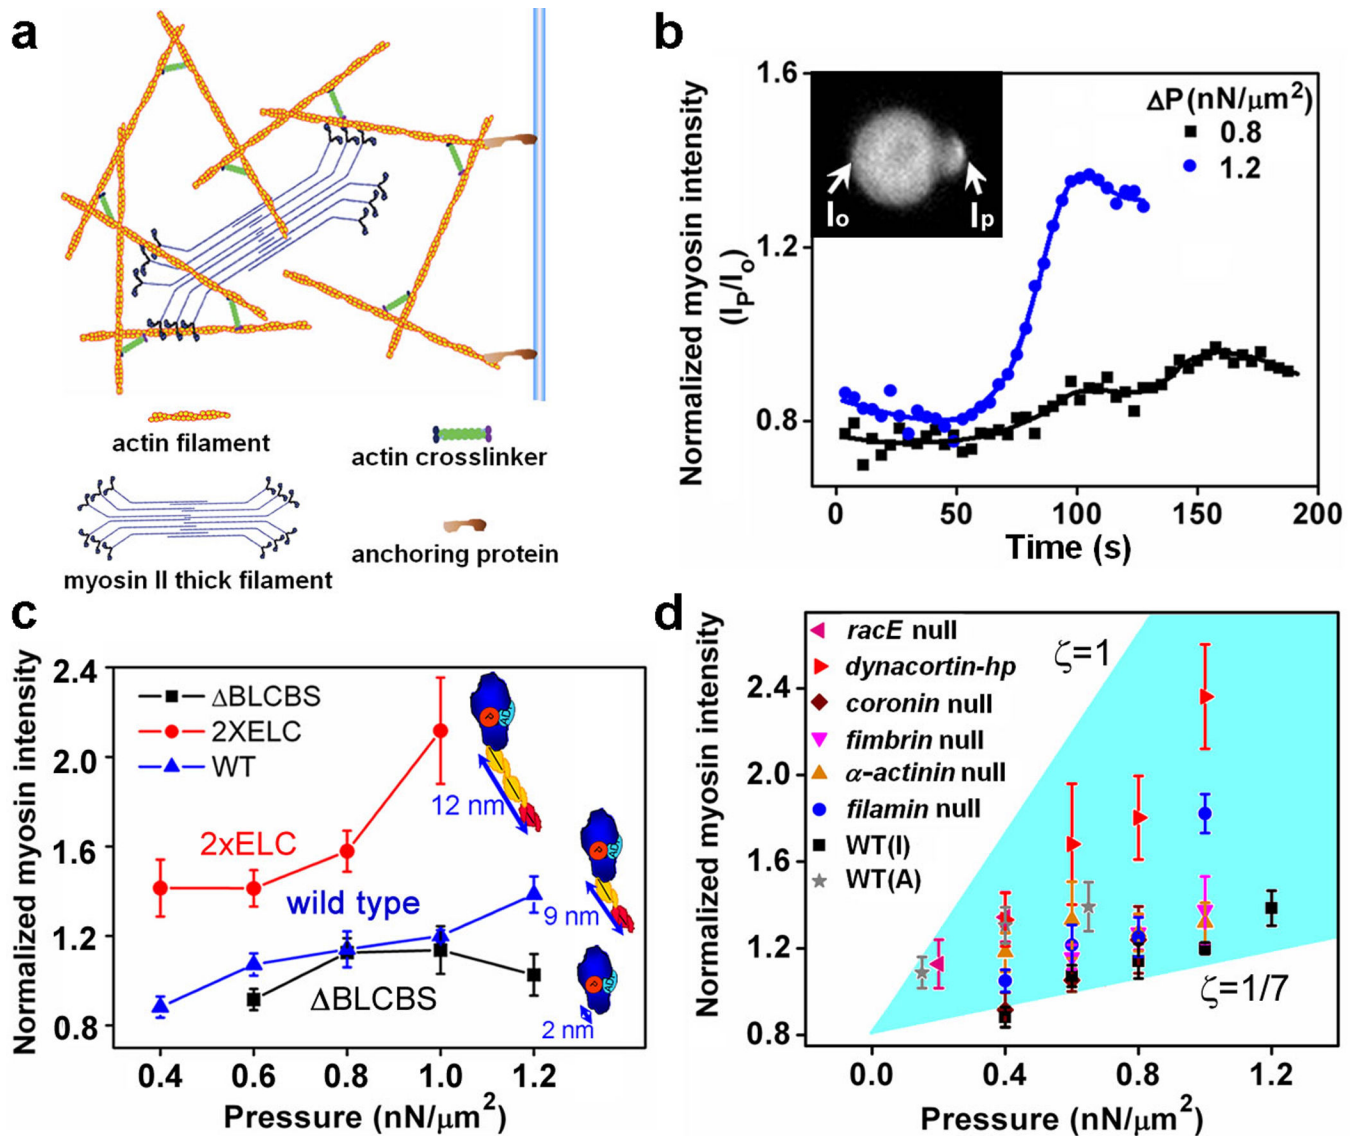 a
actin filament
actin crosslinker
myosin II thick filament
anchoring protein
b
Normalized myosin intensity
(I_P/I_o)
1.6
1.2
0.8
ΔP (nN/μm²)
0.8
1.2
I_o
I_p
0
50
100
150
200
Time (s)
c
Normalized myosin intensity
2.4
2.0
1.6
1.2
0.8
ΔBLCBS
2XELC
WT
2xELC
wild type
ΔBLCBS
P
12 nm
P
9 nm
P
2 nm
0.4
0.6
0.8
1.0
1.2
Pressure (nN/μm²)
d
Normalized myosin intensity
2.4
2.0
1.6
1.2
0.8
racE null
dynacortin-hp
coronin null
fimbrin null
α-actinin null
filamin null
WT(I)
WT(A)
ζ=1
ζ=1/7
0.0
0.4
0.8
1.2
Pressure (nN/μm²)